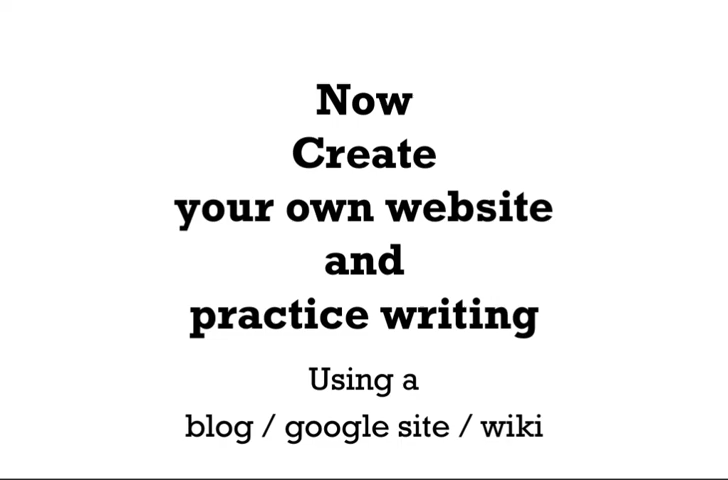 Now
Create
your own website
and
practice writing
Using a
blog / google site / wiki